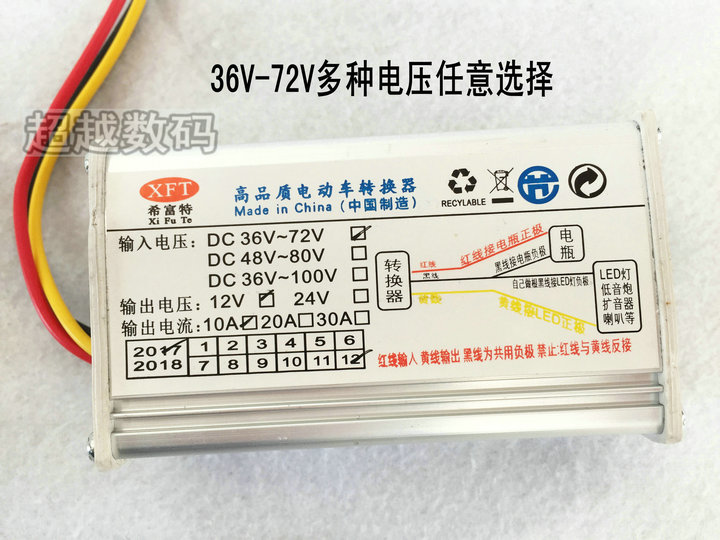 36V-72V多种电压任意选择
超越数码
XFT
希富特
Xi Fu Te
高品质电动车转换器
Made in China (中国制造)
RECYLABLE
输入电压: DC 36V~72V
DC 48V~80V
DC 36V~100V
输出电压: 12V 24V
输出电流: 10A 20A 30A
2017 1 2 3 4 5 6
2018 7 8 9 10 11 12
转换器
红线
红线接电瓶正极
黑线
黑线接电瓶负极
电瓶
自己做根黑线接LED灯负极
黄线
黄线接LED正极
LED灯
低音炮
扩音器
喇叭等
红线输入 黄线输出 黑线为共用负极 禁止:红线与黄线反接